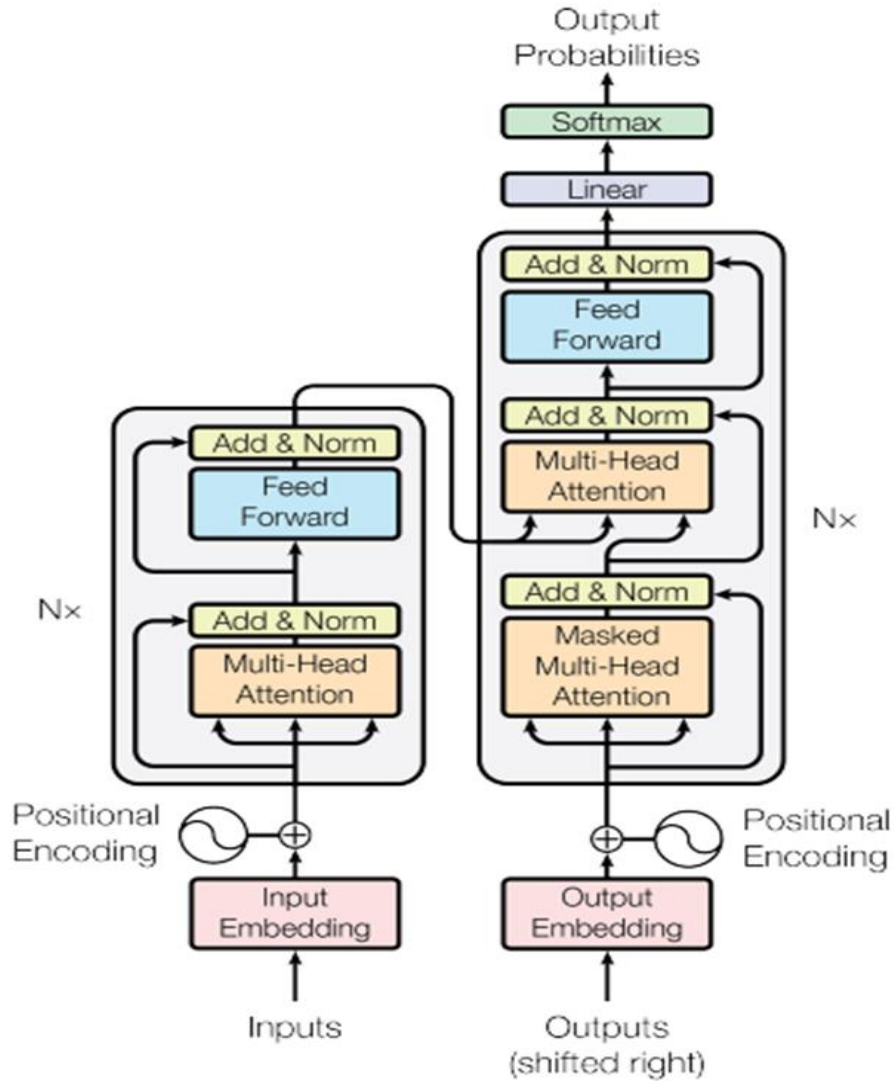 Output
Probabilities
Softmax
Linear
Add & Norm
Feed
Forward
Add & Norm
Multi-Head
Attention
Add & Norm
Masked
Multi-Head
Attention
Nx
Add & Norm
Feed
Forward
Add & Norm
Multi-Head
Attention
Nx
Positional
Encoding
Positional
Encoding
Input
Embedding
Output
Embedding
Inputs
Outputs
(shifted right)